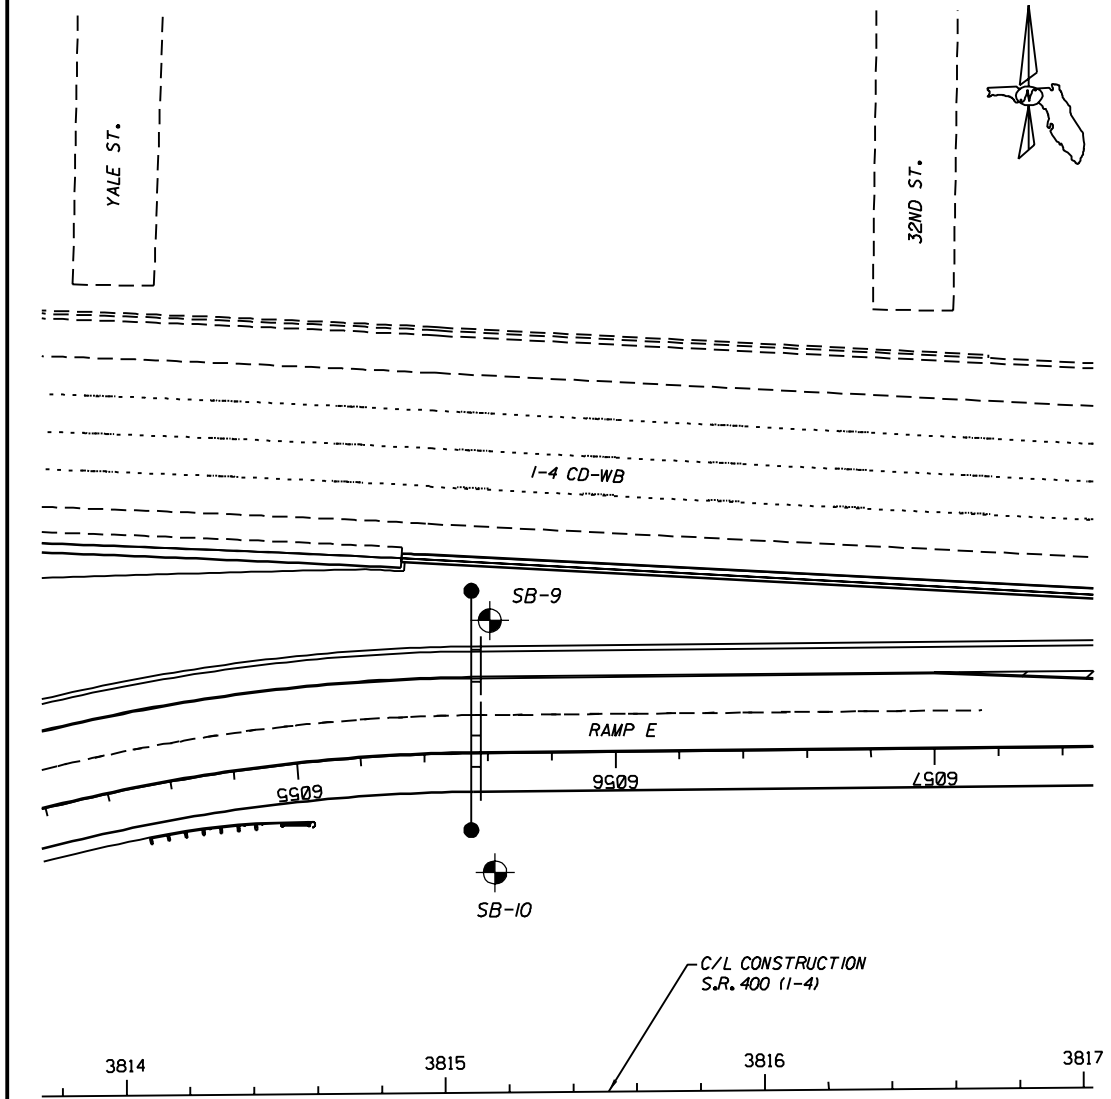 YALE ST.
32ND ST.
N
I-4 CD-WB
SB-9
RAMP E
6055
6056
6057
SB-10
C/L CONSTRUCTION
S.R. 400 (I-4)
3814
3815
3816
3817